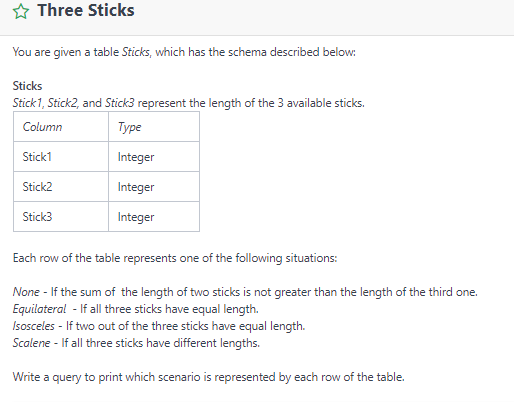 Three Sticks
You are given a table Sticks, which has the schema described below:
Sticks
Stick1, Stick2, and Stick3 represent the length of the 3 available sticks.
Column Type
Stick1 Integer
Stick2 Integer
Stick3 Integer
Each row of the table represents one of the following situations:
None - If the sum of the length of two sticks is not greater than the length of the third one.
Equilateral - If all three sticks have equal length.
Isosceles - If two out of the three sticks have equal length.
Scalene - If all three sticks have different lengths.
Write a query to print which scenario is represented by each row of the table.